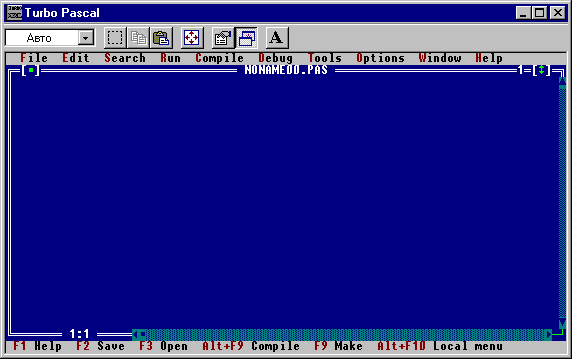 Turbo Pascal
Авто A
File Edit Search Run Compile Debug Tools Options Window Help
NONAME00.PAS 1
1:1
F1 Help F2 Save F3 Open Alt+F9 Compile F9 Make Alt+F10 Local menu